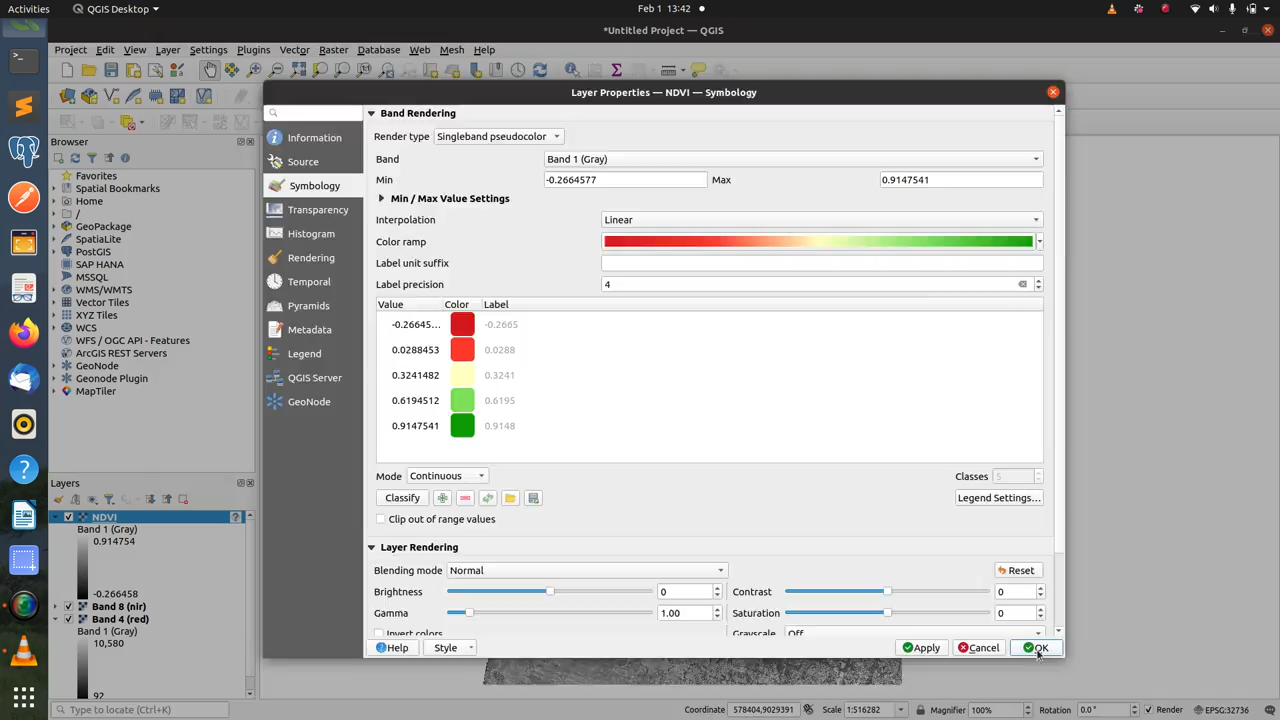 Activities QGIS Desktop Feb 1 13:42
*Untitled Project — QGIS
Project Edit View Layer Settings Plugins Vector Raster Database Web Mesh Help
Layer Properties — NDVI — Symbology
Browser
Favorites
Spatial Bookmarks
Home
/
GeoPackage
SpatiaLite
PostGIS
SAP HANA
MSSQL
WMS/WMTS
Vector Tiles
XYZ Tiles
WCS
WFS / OGC API - Features
ArcGIS REST Servers
GeoNode
Geonode Plugin
MapTiler
Layers
NDVI
Band 1 (Gray)
0.914754
-0.266458
Band 8 (nir)
Band 4 (red)
Band 1 (Gray)
10,580
92
Information
Source
Symbology
Transparency
Histogram
Rendering
Temporal
Pyramids
Metadata
Legend
QGIS Server
GeoNode
Band Rendering
Render type Singleband pseudocolor
Band Band 1 (Gray)
Min -0.2664577 Max 0.9147541
Min / Max Value Settings
Interpolation Linear
Color ramp
Label unit suffix
Label precision 4
Value Color Label
-0.26645... -0.2665
0.0288453 0.0288
0.3241482 0.3241
0.6194512 0.6195
0.9147541 0.9148
Mode Continuous Classes 5
Classify Legend Settings...
Clip out of range values
Layer Rendering
Blending mode Normal Reset
Brightness 0 Contrast 0
Gamma 1.00 Saturation 0
Invert colors Grayscale Off
Help Style Apply Cancel OK
Type to locate (Ctrl+K) Coordinate 578404,9029391 Scale 1:516282 Magnifier 100% Rotation 0.0 ° Render EPSG:32736